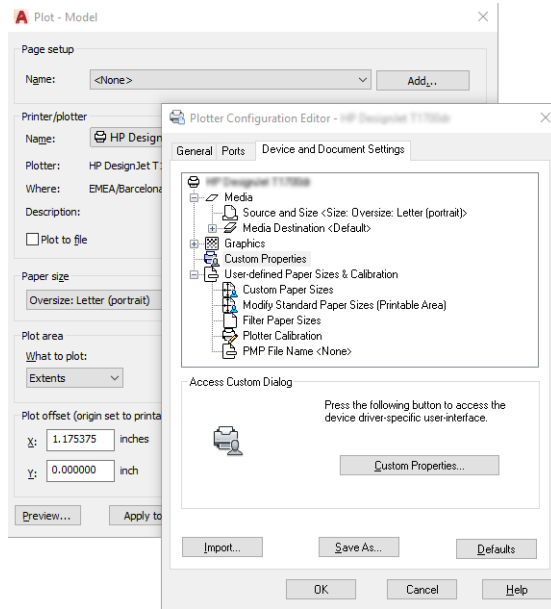 Plot - Model
Page setup
Name:
<None>
Add...
Printer/plotter
Name:
HP Design
Plotter:
HP DesignJet T
Where:
EMEA/Barcelona
Description:
Plot to file
Paper size
Oversize: Letter (portrait)
Plot area
What to plot:
Extents
Plot offset (origin set to printa
X:
1.175375
inches
Y:
0.000000
inch
Preview...
Apply to
Plotter Configuration Editor - HP DesignJet T1700dr
General
Ports
Device and Document Settings
HP DesignJet T1700dr
Media
Source and Size <Size: Oversize: Letter (portrait)>
Media Destination <Default>
Graphics
Custom Properties
User-defined Paper Sizes & Calibration
Custom Paper Sizes
Modify Standard Paper Sizes (Printable Area)
Filter Paper Sizes
Plotter Calibration
PMP File Name <None>
Access Custom Dialog
Press the following button to access the
device driver-specific user-interface.
Custom Properties...
Import...
Save As...
Defaults
OK
Cancel
Help